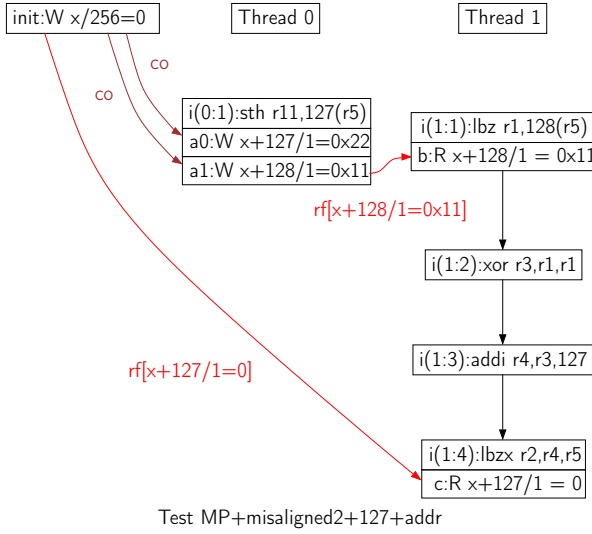 init:W x/256=0
Thread 0
Thread 1
co
co
i(0:1):sth r11,127(r5)
a0:W x+127/1=0x22
a1:W x+128/1=0x11
i(1:1):lbz r1,128(r5)
b:R x+128/1 = 0x11
rf[x+128/1=0x11]
i(1:2):xor r3,r1,r1
i(1:3):addi r4,r3,127
rf[x+127/1=0]
i(1:4):lbzx r2,r4,r5
c:R x+127/1 = 0
Test MP+misaligned2+127+addr